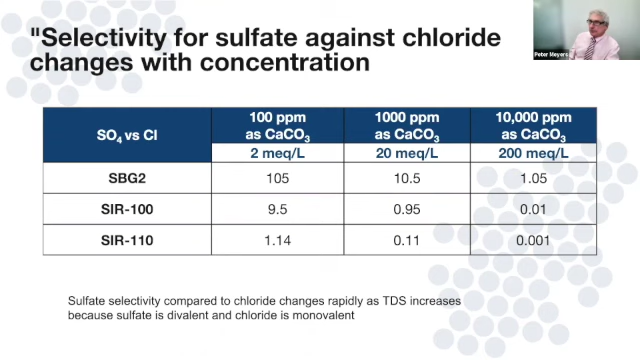 "Selectivity for sulfate against chloride
changes with concentration
Peter Meyers
SO4 vs Cl
100 ppm
as CaCO3
1000 ppm
as CaCO3
10,000 ppm
as CaCO3
2 meq/L
20 meq/L
200 meq/L
SBG2 105 10.5 1.05
SIR-100 9.5 0.95 0.01
SIR-110 1.14 0.11 0.001
Sulfate selectivity compared to chloride changes rapidly as TDS increases
because sulfate is divalent and chloride is monovalent